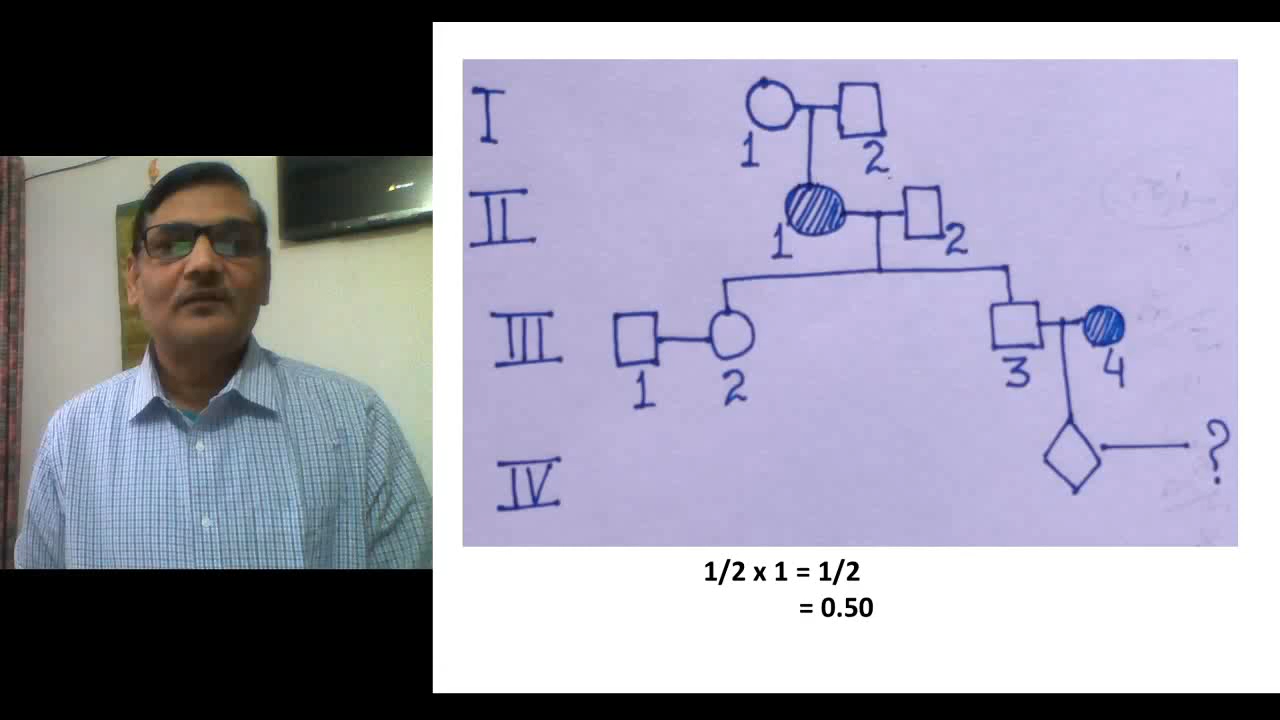 I
1 2
II
1 2
III
1 2 3 4
?
IV
1/2 x 1 = 1/2
= 0.50